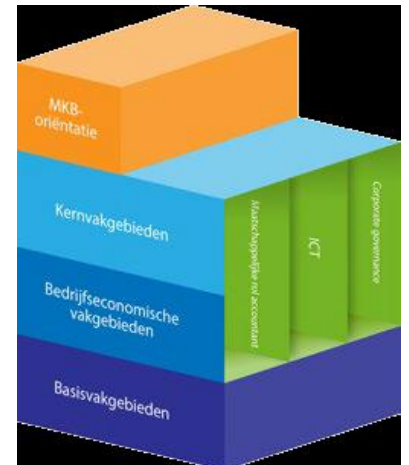 MKB-
oriëntatie
Kernvakgebieden
Bedrijfseconomische
vakgebieden
Basisvakgebieden
Maatschappelijke rol accountant
ICT
Corporate governance